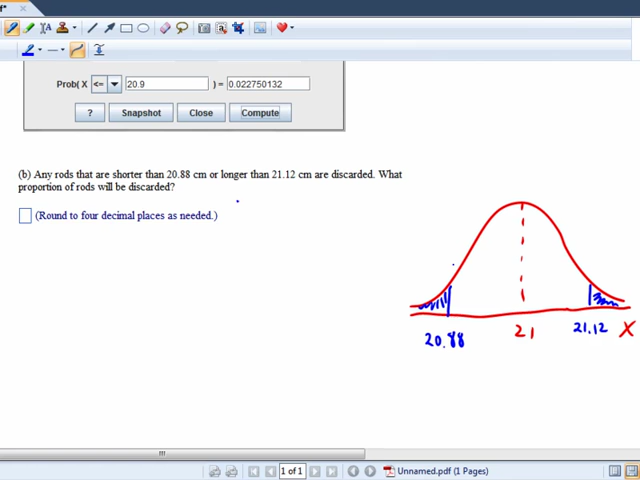 Prob( X <= 20.9 ) = 0.022750132
? Snapshot Close Compute
(b) Any rods that are shorter than 20.88 cm or longer than 21.12 cm are discarded. What
proportion of rods will be discarded?
(Round to four decimal places as needed.)
20.88 21 21.12 X
1 of 1 Unnamed.pdf (1 Pages)